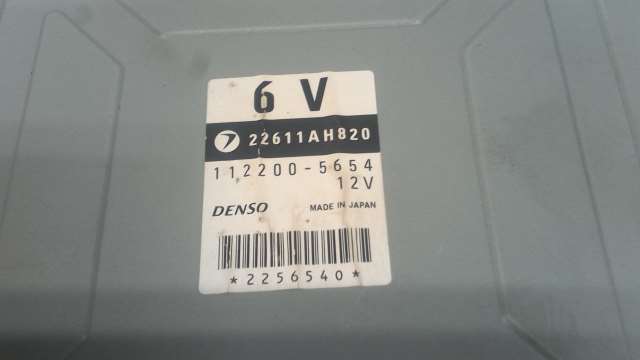 6 V
22611AH820
112200-5654
12V
DENSO MADE IN JAPAN
*2256540*